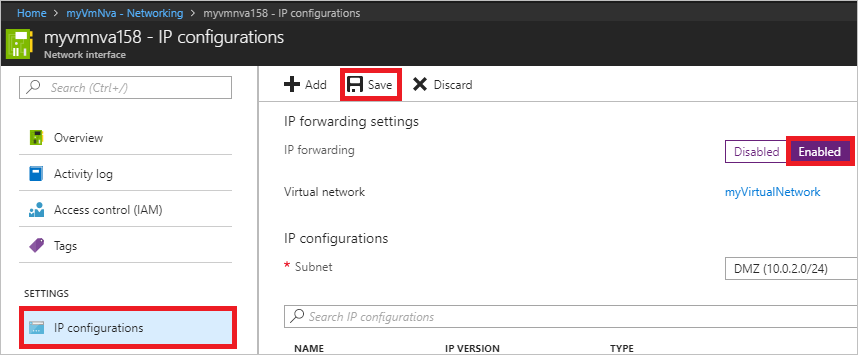 Home > myVmNva - Networking > myvmnva158 - IP configurations
myvmnva158 - IP configurations
Network interface
Search (Ctrl+/)
Overview
Activity log
Access control (IAM)
Tags
SETTINGS
IP configurations
Add Save Discard
IP forwarding settings
IP forwarding Disabled Enabled
Virtual network myVirtualNetwork
IP configurations
* Subnet DMZ (10.0.2.0/24)
Search IP configurations
NAME IP VERSION TYPE